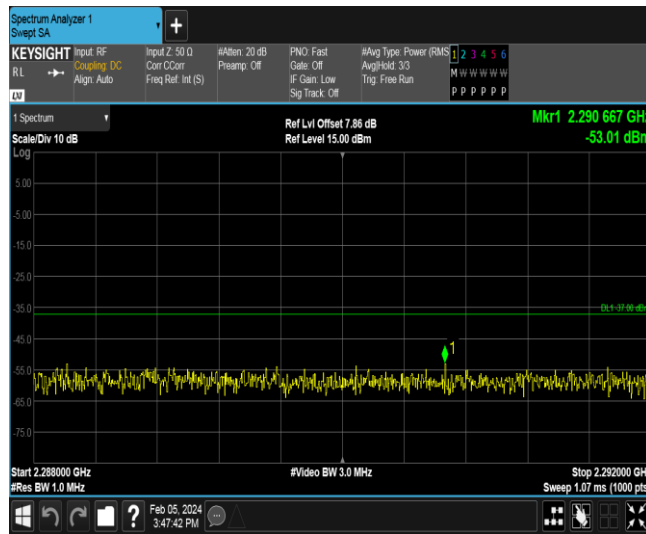 Spectrum Analyzer 1
Swept SA
+
KEYSIGHT
RL
LXI
Input: RF
Coupling: DC
Align: Auto
Input Z: 50 Ω
Corr CCorr
Freq Ref: Int (S)
#Atten: 20 dB
Preamp: Off
PNO: Fast
Gate: Off
IF Gain: Low
Sig Track: Off
#Avg Type: Power (RMS
Avg|Hold: 3/3
Trig: Free Run
1 2 3 4 5 6
M W W W W W
P P P P P P
1 Spectrum
Scale/Div 10 dB
Log
Ref Lvl Offset 7.86 dB
Ref Level 15.00 dBm
Mkr1 2.290 667 GH
-53.01 dBn
5.00
-5.00
-15.0
-25.0
-35.0
-45.0
-55.0
-65.0
-75.0
DL1 -37.00 dB
1
Start 2.288000 GHz
#Res BW 1.0 MHz
#Video BW 3.0 MHz
Stop 2.292000 GH
Sweep 1.07 ms (1000 pts
?
Feb 05, 2024
3:47:42 PM